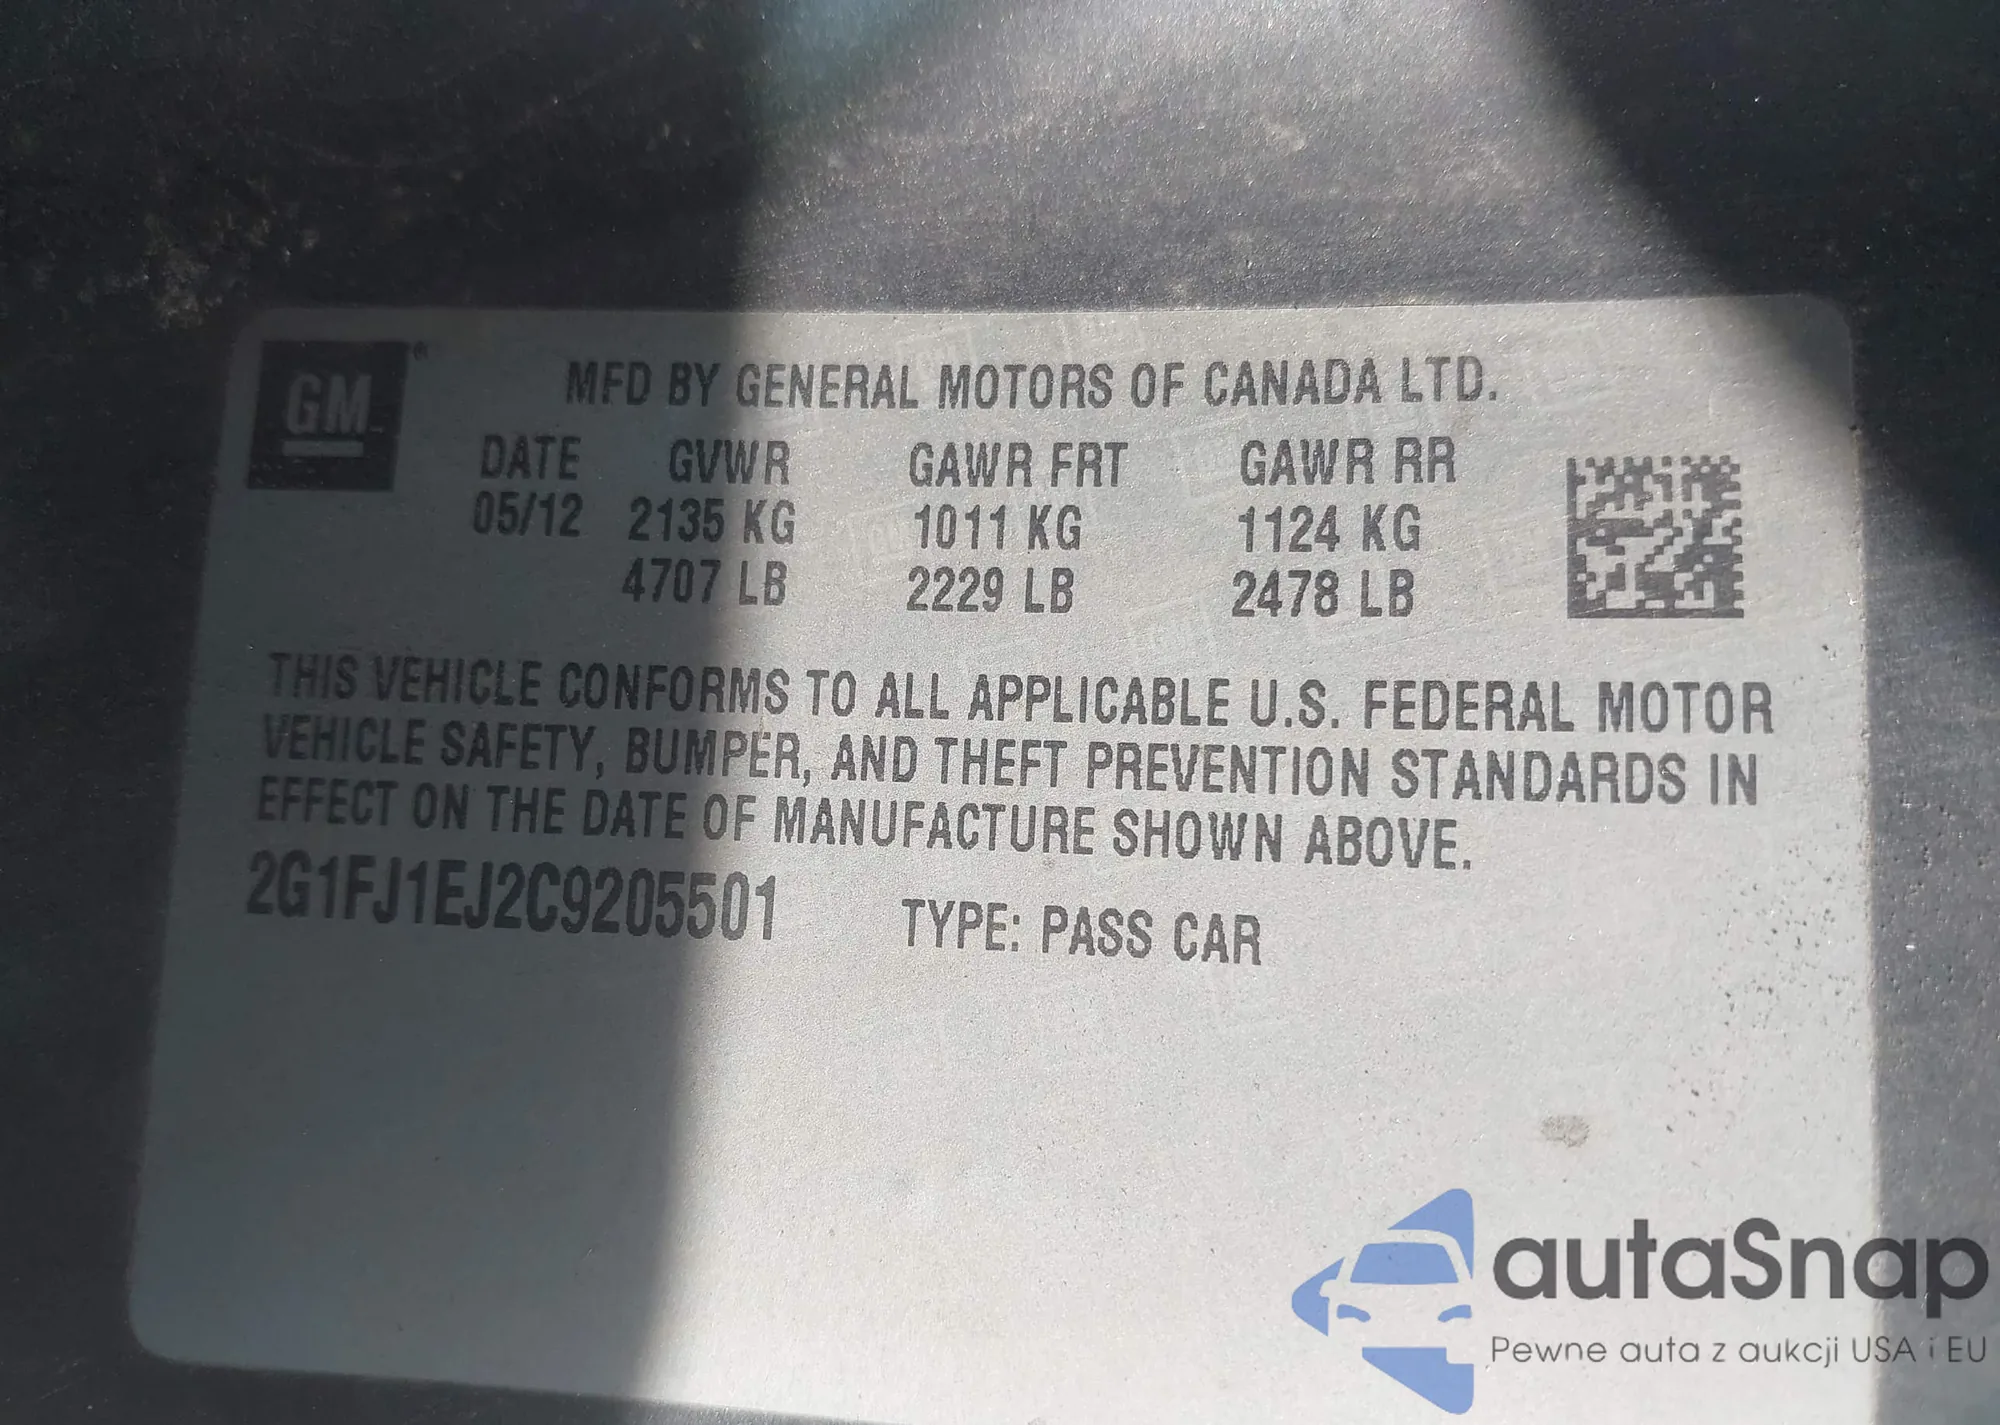 GM
MFD BY GENERAL MOTORS OF CANADA LTD.
DATE GVWR GAWR FRT GAWR RR
05/12 2135 KG 1011 KG 1124 KG
4707 LB 2229 LB 2478 LB
THIS VEHICLE CONFORMS TO ALL APPLICABLE U.S. FEDERAL MOTOR
VEHICLE SAFETY, BUMPER, AND THEFT PREVENTION STANDARDS IN
EFFECT ON THE DATE OF MANUFACTURE SHOWN ABOVE.
2G1FJ1EJ2C9205501 TYPE: PASS CAR
autaSnap
Pewne auta z aukcji USA i EU